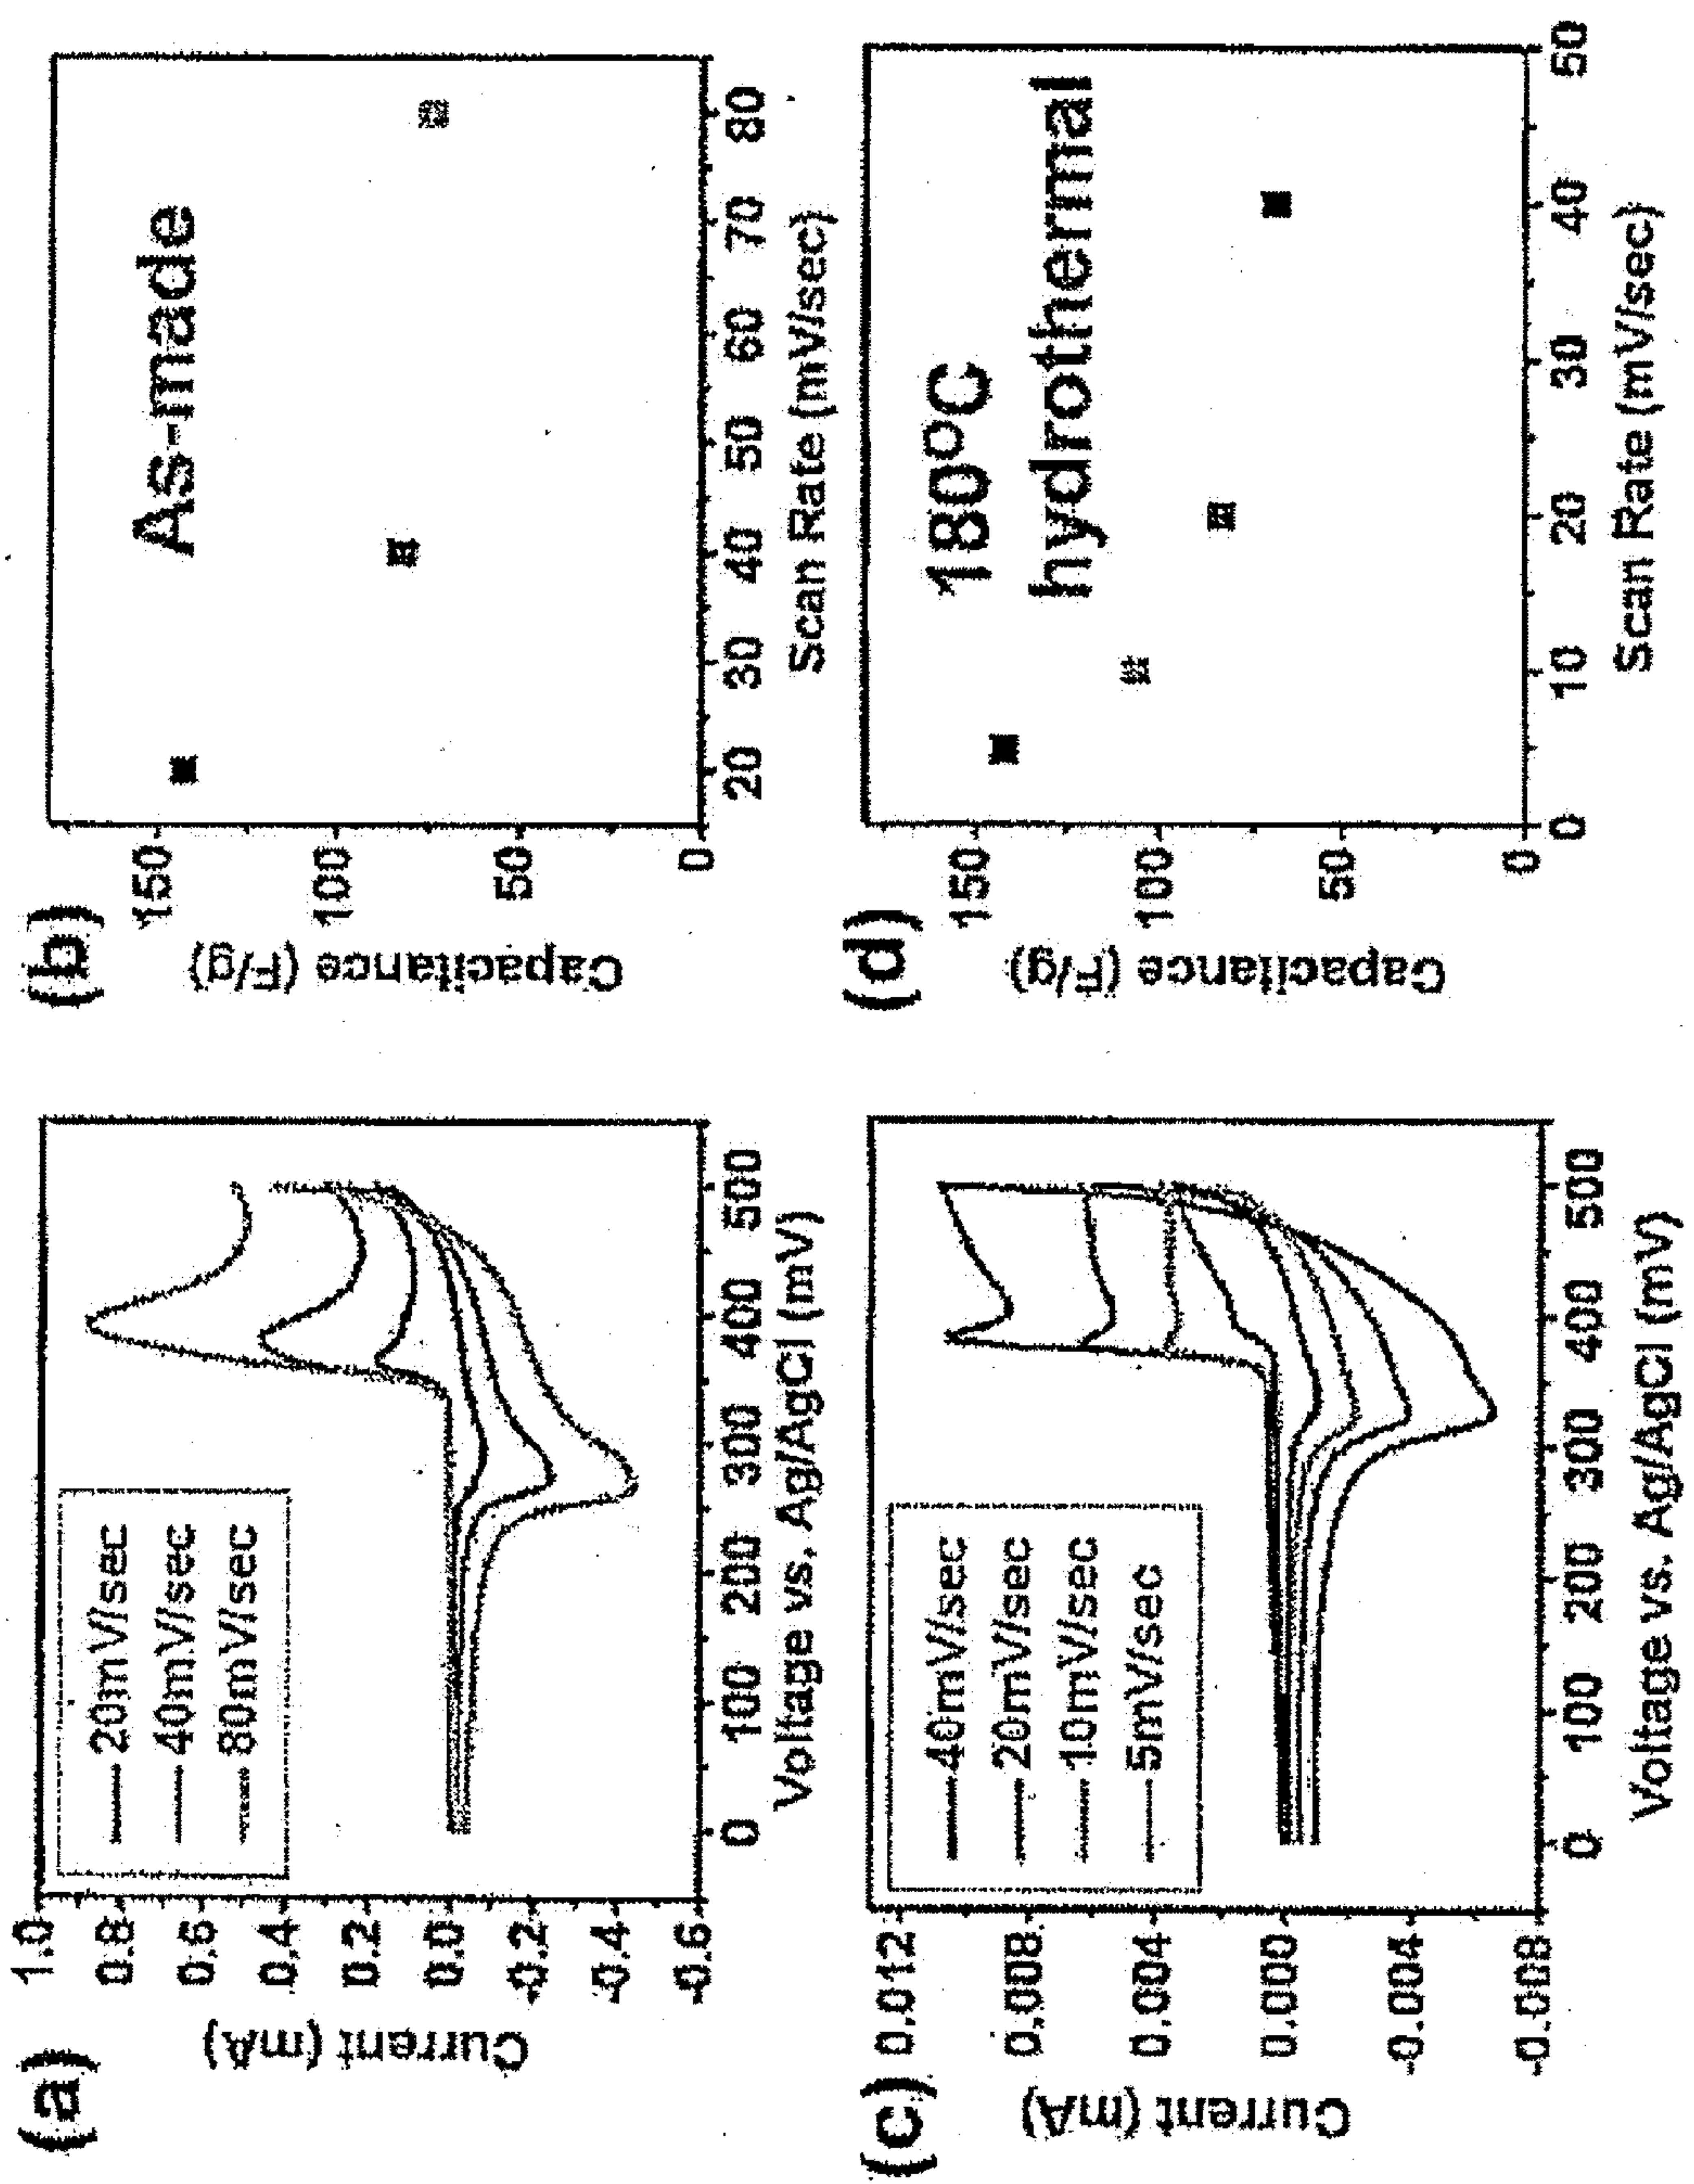 (a)
Current (mA)
1.0
0.8
0.6
0.4
0.2
0.0
-0.2
-0.4
-0.6
20mV/sec
40mV/sec
80mV/sec
0 100 200 300 400 500
Voltage vs. Ag/AgCl (mV)
(b)
Capacitance (F/g)
150
100
50
0
As-made
20 30 40 50 60 70 80
Scan Rate (mV/sec)
(c)
Current (mA)
0.012
0.008
0.004
0.000
-0.004
-0.008
40mV/sec
20mV/sec
10mV/sec
5mV/sec
0 100 200 300 400 500
Voltage vs. Ag/AgCl (mV)
(d)
Capacitance (F/g)
150
100
50
0
180°C
hydrothermal
0 10 20 30 40 50
Scan Rate (mV/sec)